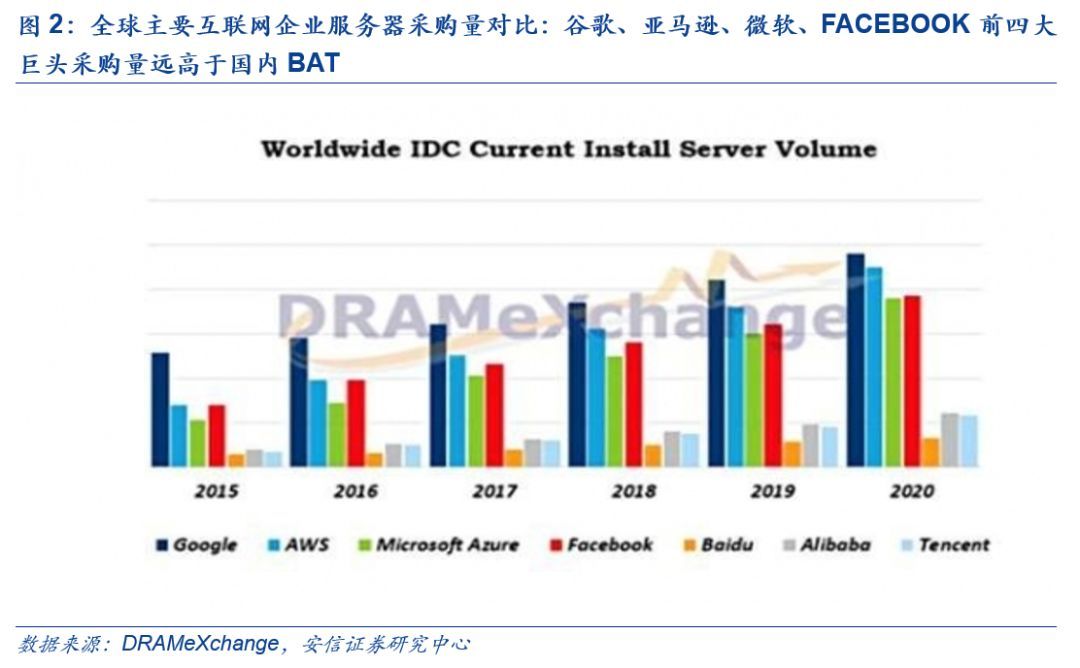 图 2：全球主要互联网企业服务器采购量对比：谷歌、亚马逊、微软、FACEBOOK 前四大
巨头采购量远高于国内 BAT
Worldwide IDC Current Install Server Volume
DRAMeXchange
2015 2016 2017 2018 2019 2020
Google AWS Microsoft Azure Facebook Baidu Alibaba Tencent
数据来源：DRAMeXchange，安信证券研究中心